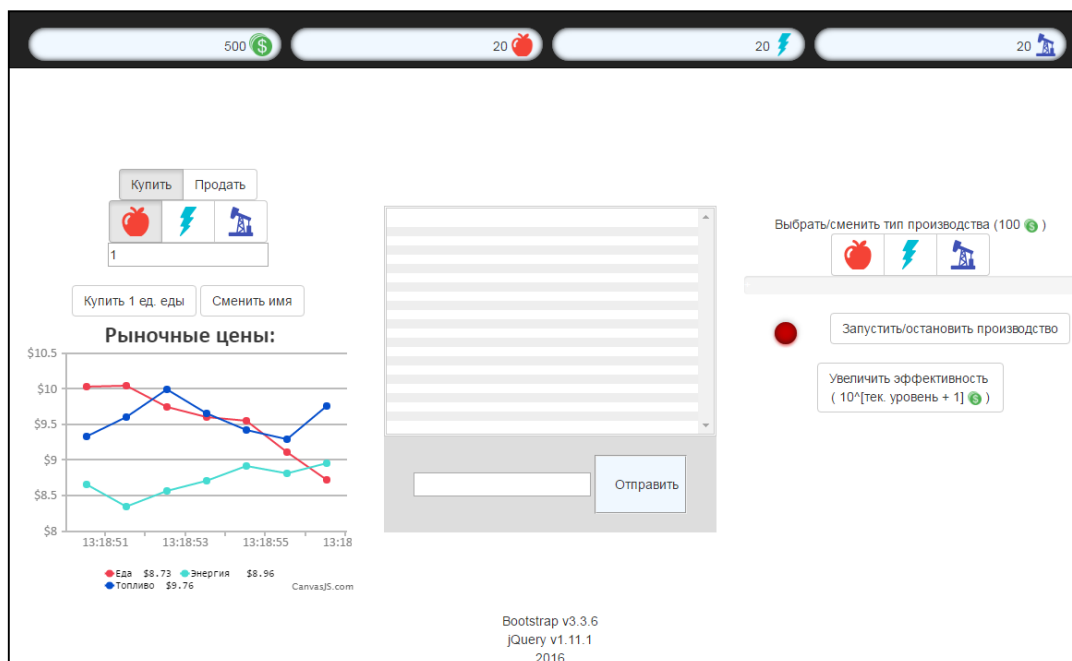 500
20
20
20
Купить Продать
1
Купить 1 ед. еды Сменить имя
Рыночные цены:
$10.5
$10
$9.5
$9
$8.5
$8
13:18:51 13:18:53 13:18:55 13:18
Еда $8.73 Энергия $8.96
Топливо $9.76
CanvasJS.com
Отправить
Выбрать/сменить тип производства (100 $ )
Запустить/остановить производство
Увеличить эффективность
( 10^[тек. уровень + 1] $ )
Bootstrap v3.3.6
jQuery v1.11.1
2016